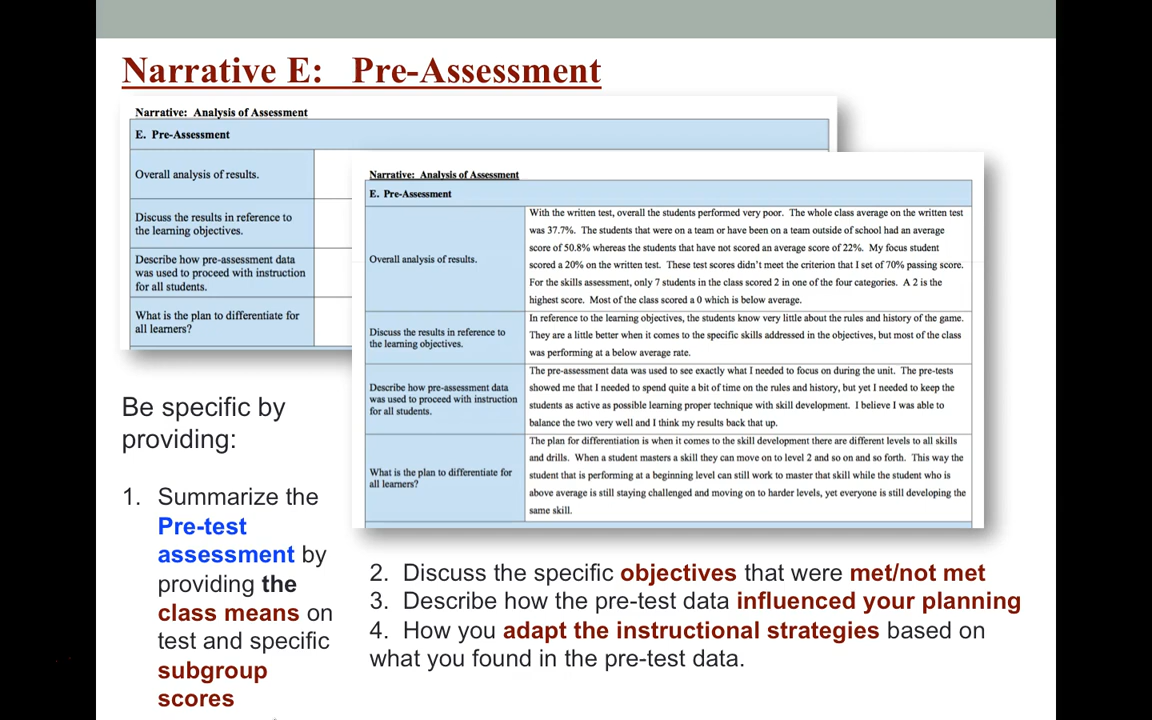 Narrative E:   Pre-Assessment
Narrative:  Analysis of Assessment
E.  Pre-Assessment
Overall analysis of results.
Discuss the results in reference to
the learning objectives.
Describe how pre-assessment data
was used to proceed with instruction
for all students.
What is the plan to differentiate for
all learners?
Narrative:  Analysis of Assessment
E.  Pre-Assessment
Overall analysis of results.
With the written test, overall the students performed very poor.  The whole class average on the written test
was 37.7%.  The students that were on a team or have been on a team outside of school had an average
score of 50.8% whereas the students that have not scored an average score of 22%.  My focus student
scored a 20% on the written test.  These test scores didn't meet the criterion that I set of 70% passing score.
For the skills assessment, only 7 students in the class scored 2 in one of the four categories.  A 2 is the
highest score.  Most of the class scored a 0 which is below average.
Discuss the results in reference to
the learning objectives.
In reference to the learning objectives, the students know very little about the rules and history of the game.
They are a little better when it comes to the specific skills addressed in the objectives, but most of the class
was performing at a below average rate.
Describe how pre-assessment data
was used to proceed with instruction
for all students.
The pre-assessment data was used to see exactly what I needed to focus on during the unit.  The pre-tests
showed me that I needed to spend quite a bit of time on the rules and history, but yet I needed to keep the
students as active as possible learning proper technique with skill development.  I believe I was able to
balance the two very well and I think my results back that up.
What is the plan to differentiate for
all learners?
The plan for differentiation is when it comes to the skill development there are different levels to all skills
and drills.  When a student masters a skill they can move on to level 2 and so on and so forth.  This way the
student that is performing at a beginning level can still work to master that skill while the student who is
above average is still staying challenged and moving on to harder levels, yet everyone is still developing the
same skill.
Be specific by
providing:
1.  Summarize the
Pre-test
assessment by
providing the
class means on
test and specific
subgroup
scores
2.  Discuss the specific objectives that were met/not met
3.  Describe how the pre-test data influenced your planning
4.  How you adapt the instructional strategies based on
what you found in the pre-test data.